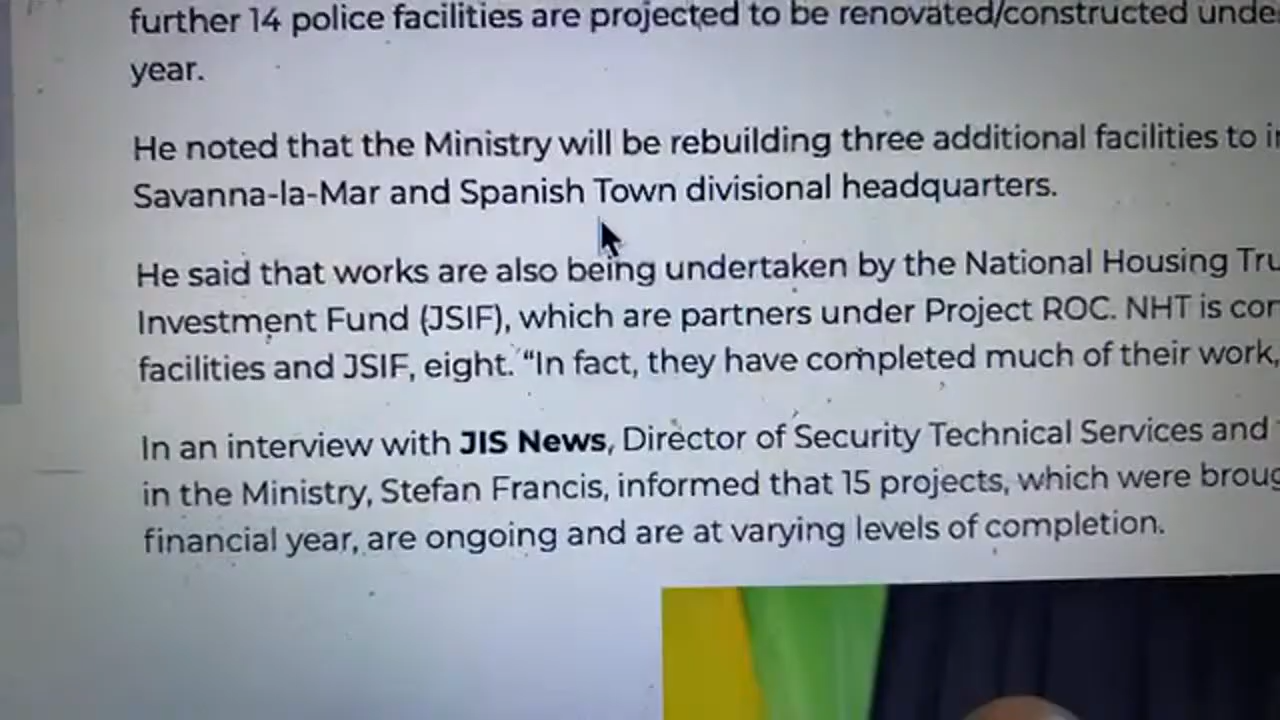 further 14 police facilities are projected to be renovated/constructed unde
year.
He noted that the Ministry will be rebuilding three additional facilities to
Savanna-la-Mar and Spanish Town divisional headquarters.
He said that works are also being undertaken by the National Housing Tru
Investment Fund (JSIF), which are partners under Project ROC. NHT is con
facilities and JSIF, eight. “In fact, they have completed much of their work,
In an interview with JIS News, Director of Security Technical Services and
in the Ministry, Stefan Francis, informed that 15 projects, which were broug
financial year, are ongoing and are at varying levels of completion.